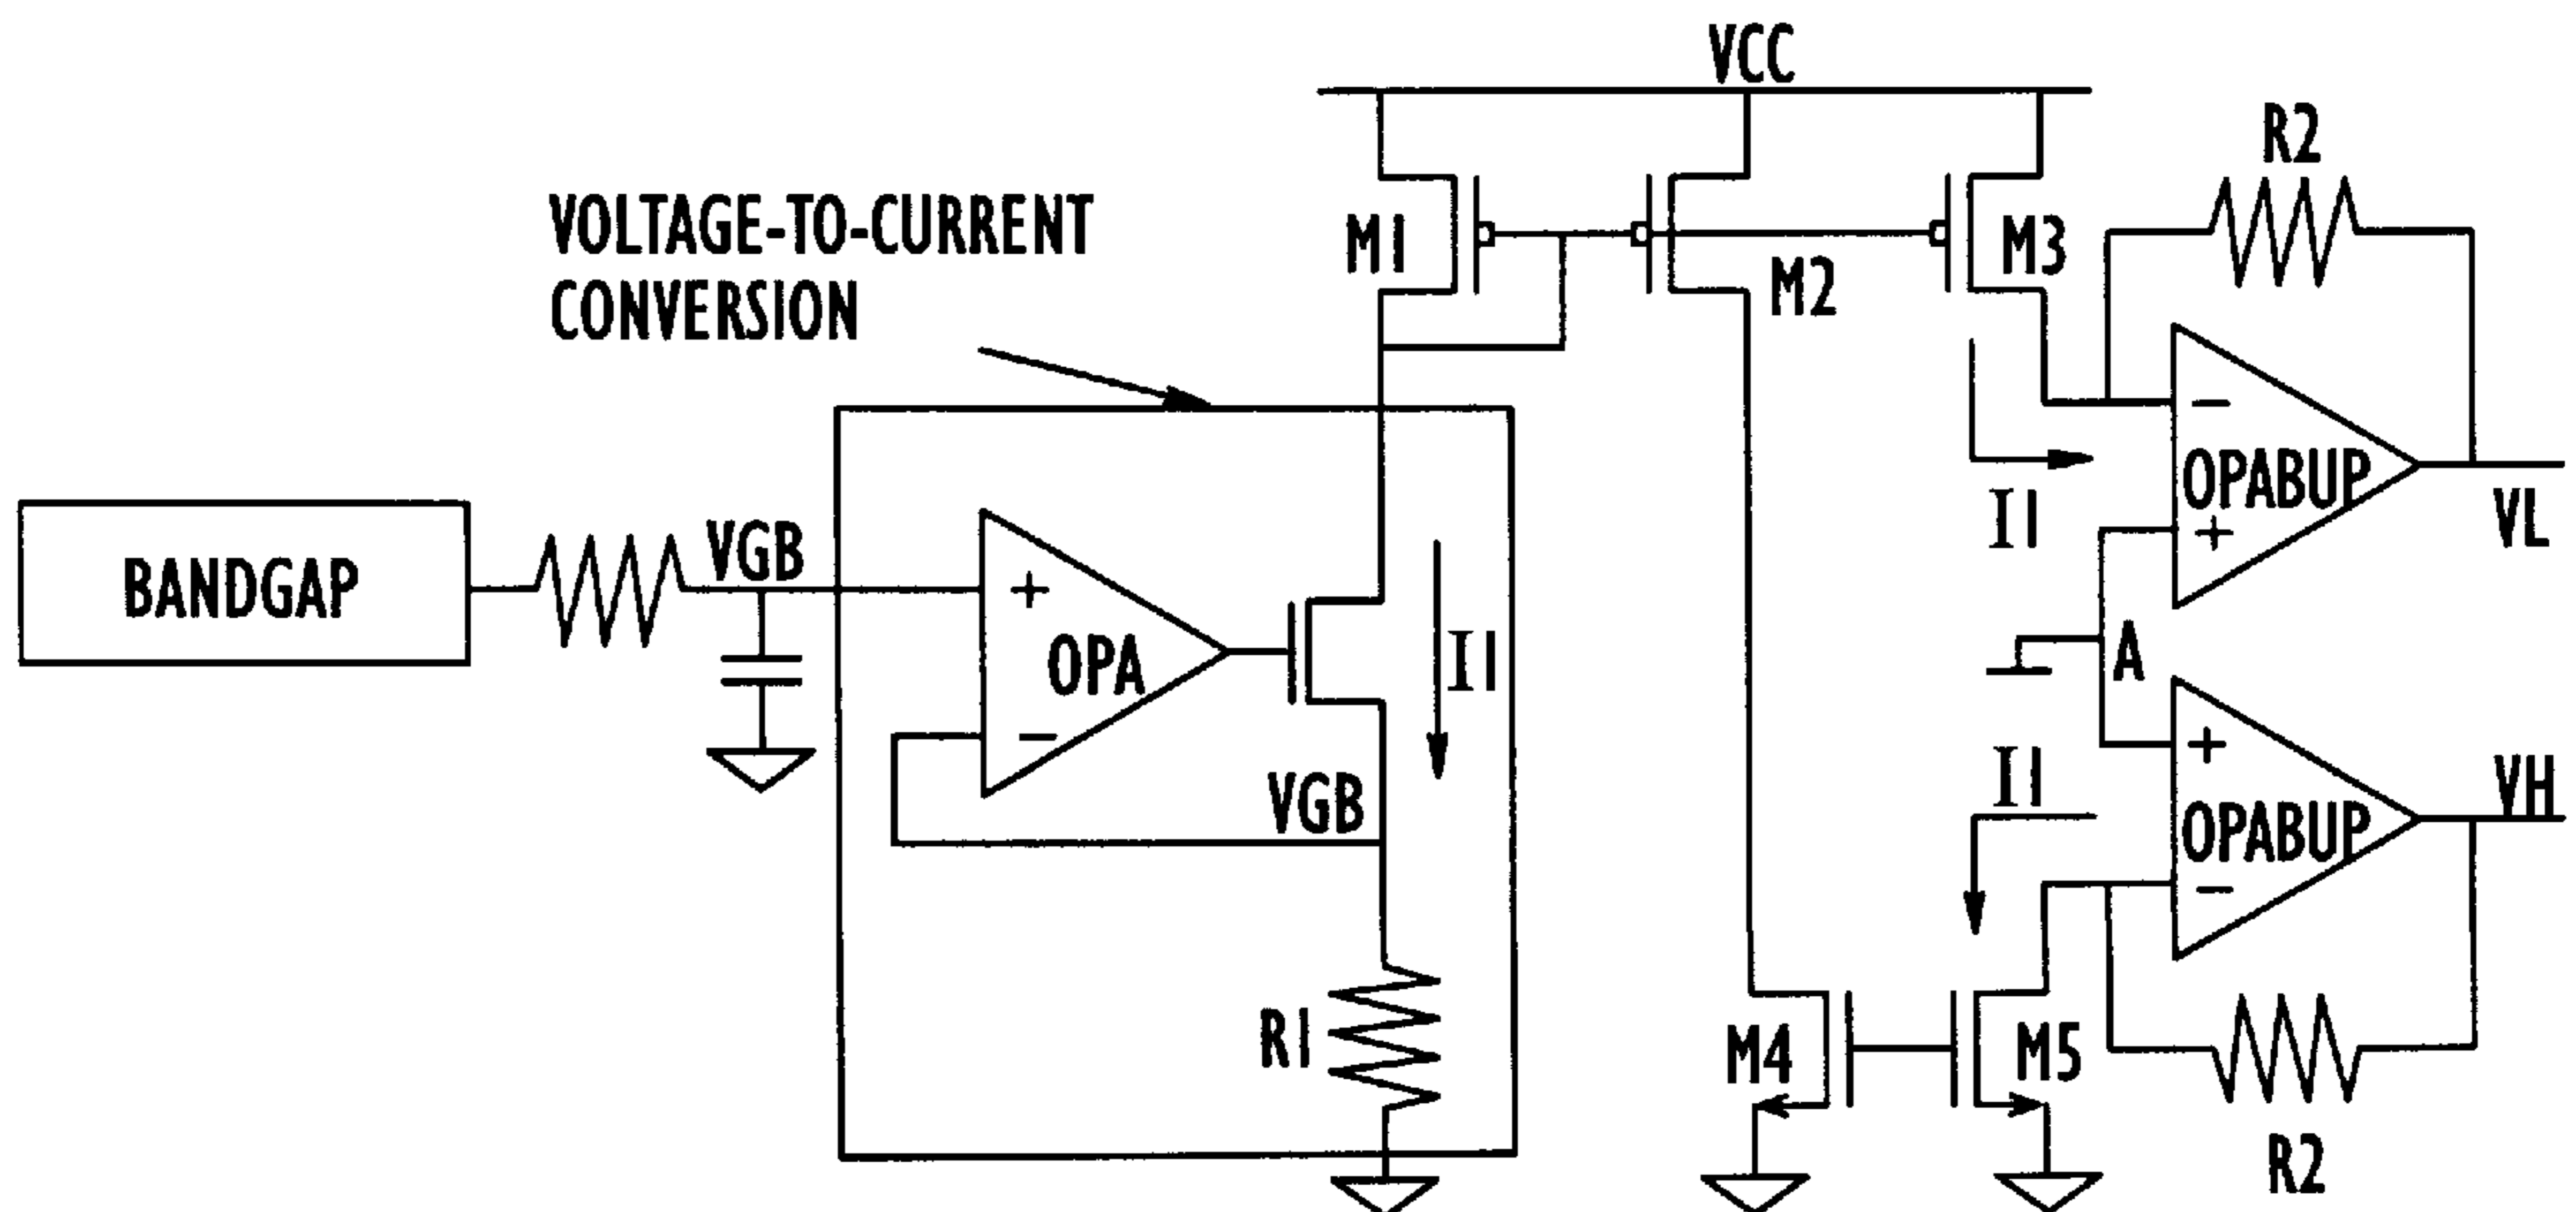 VCC
R2
VOLTAGE-TO-CURRENT
CONVERSION
M1
M2
M3
-
OPABUP
+
I1
VL
BANDGAP
VGB
+
OPA
-
I1
A
VGB
I1
+
OPABUP
-
VH
R1
M4
M5
R2